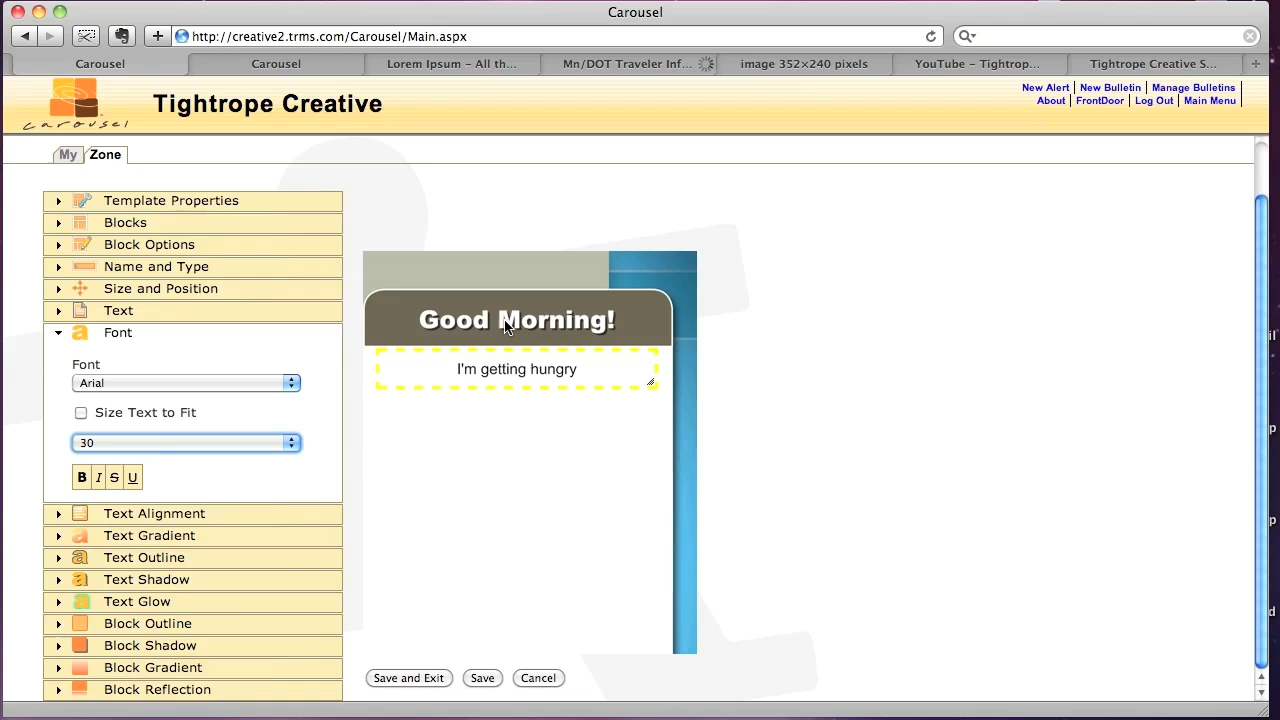 Carousel
http://creative2.trms.com/Carousel/Main.aspx
Carousel
Carousel
Lorem Ipsum – All th...
Mn/DOT Traveler Inf...
image 352×240 pixels
YouTube – Tightrop...
Tightrope Creative S...
carousel
Tightrope Creative
New Alert | New Bulletin | Manage Bulletins
About | FrontDoor | Log Out | Main Menu
My
Zone
Template Properties
Blocks
Block Options
Name and Type
Size and Position
Text
Font
Font
Arial
Size Text to Fit
30
B I S U
Text Alignment
Text Gradient
Text Outline
Text Shadow
Text Glow
Block Outline
Block Shadow
Block Gradient
Block Reflection
Good Morning!
I'm getting hungry
Save and Exit
Save
Cancel